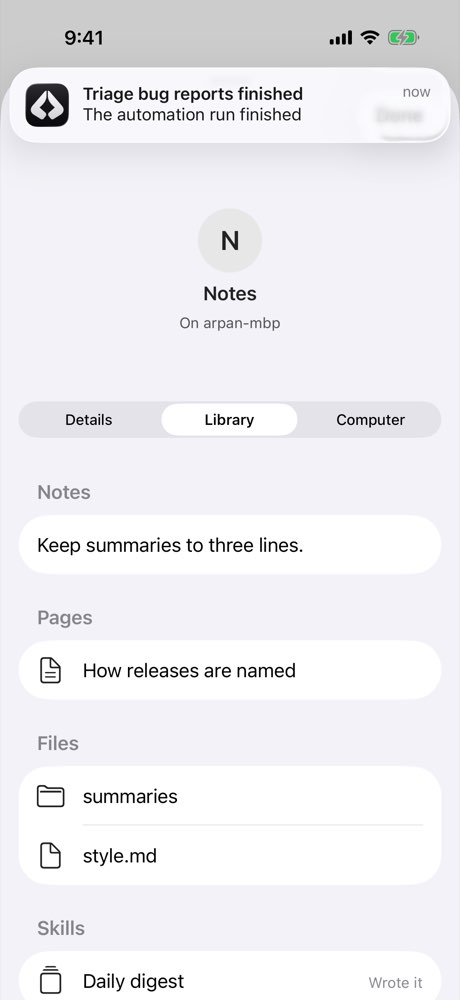 9:41
Triage bug reports finished
now
The automation run finished
Done
N
Notes
On arpan-mbp
Details
Library
Computer
Notes
Keep summaries to three lines.
Pages
How releases are named
Files
summaries
style.md
Skills
Daily digest
Wrote it